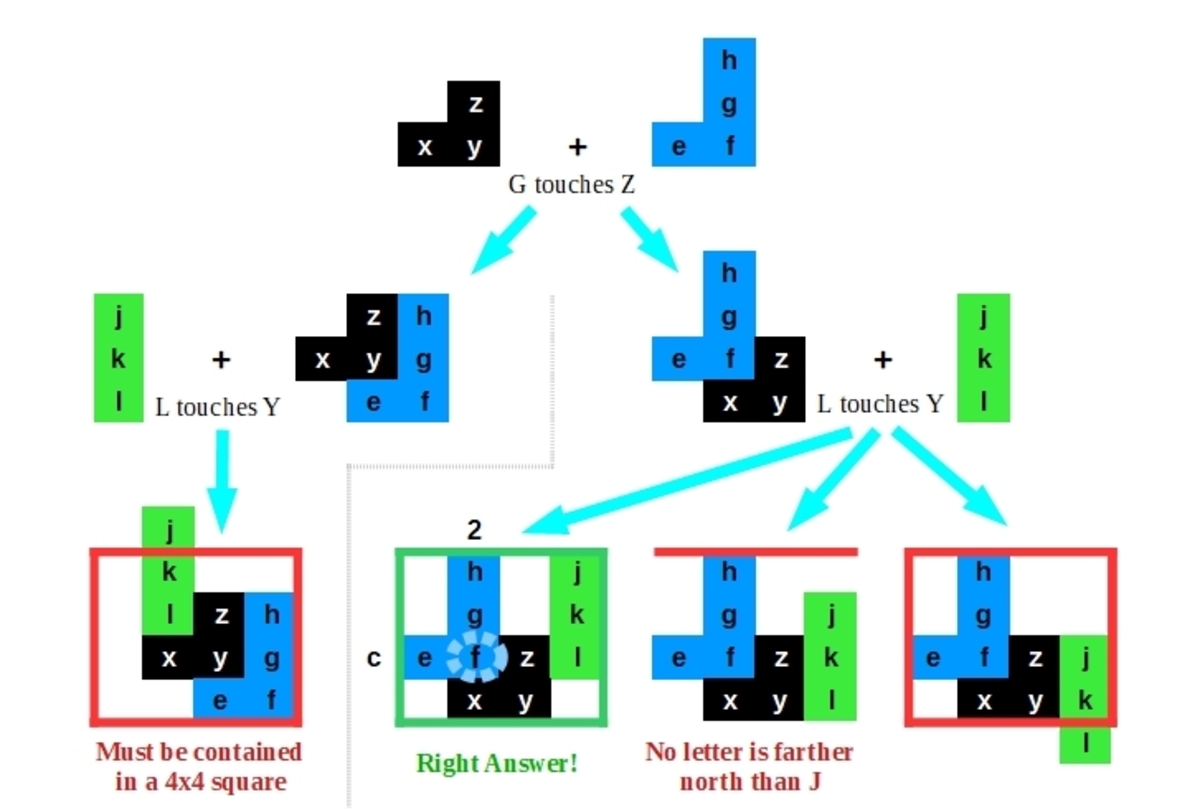 h
z g
x y + e f
G touches Z
h
j z h g j
k + x y g e f z + k
l L touches Y e f x y L touches Y l
j 2
k h j h h
l z h g k g j g
x y g c e f z l e f z k e f z j
e f x y x y l x y k
l
Must be contained
in a 4x4 square
Right Answer!
No letter is farther
north than J